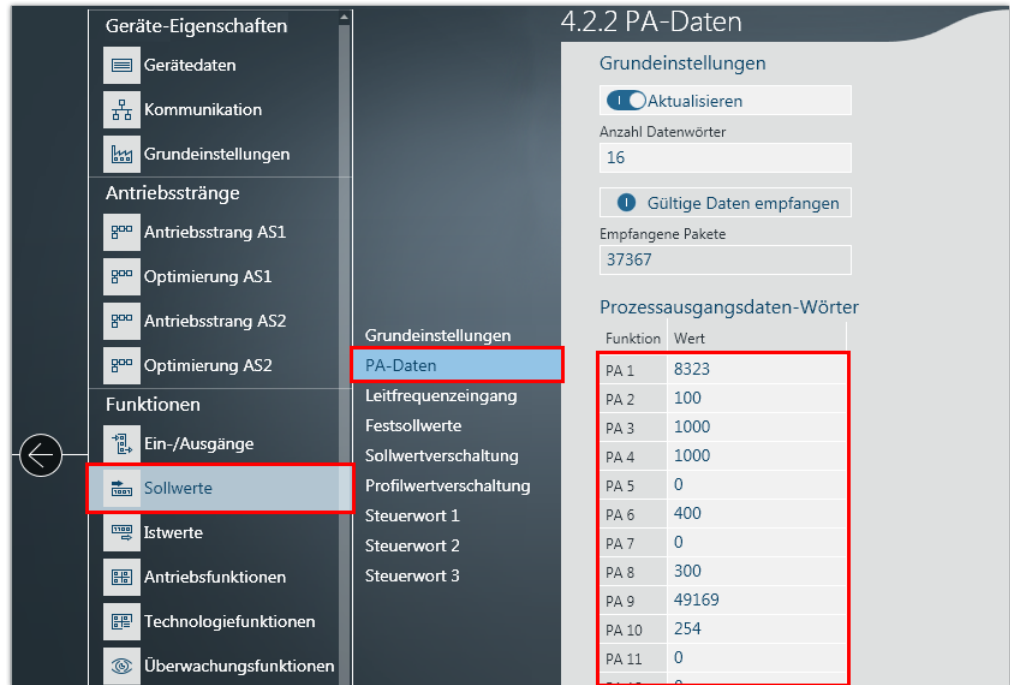 Geräte-Eigenschaften
Gerätedaten
Kommunikation
Grundeinstellungen
Antriebsstränge
Antriebsstrang AS1
Optimierung AS1
Antriebsstrang AS2
Optimierung AS2
Funktionen
Ein-/Ausgänge
Sollwerte
Istwerte
Antriebsfunktionen
Technologiefunktionen
Überwachungsfunktionen
Grundeinstellungen
PA-Daten
Leitfrequenzeingang
Festsollwerte
Sollwertverschaltung
Profilwertverschaltung
Steuerwort 1
Steuerwort 2
Steuerwort 3
4.2.2 PA-Daten
Grundeinstellungen
Aktualisieren
Anzahl Datenwörter
16
Gültige Daten empfangen
Empfangene Pakete
37367
Prozessausgangsdaten-Wörter
Funktion Wert
PA 1 8323
PA 2 100
PA 3 1000
PA 4 1000
PA 5 0
PA 6 400
PA 7 0
PA 8 300
PA 9 49169
PA 10 254
PA 11 0